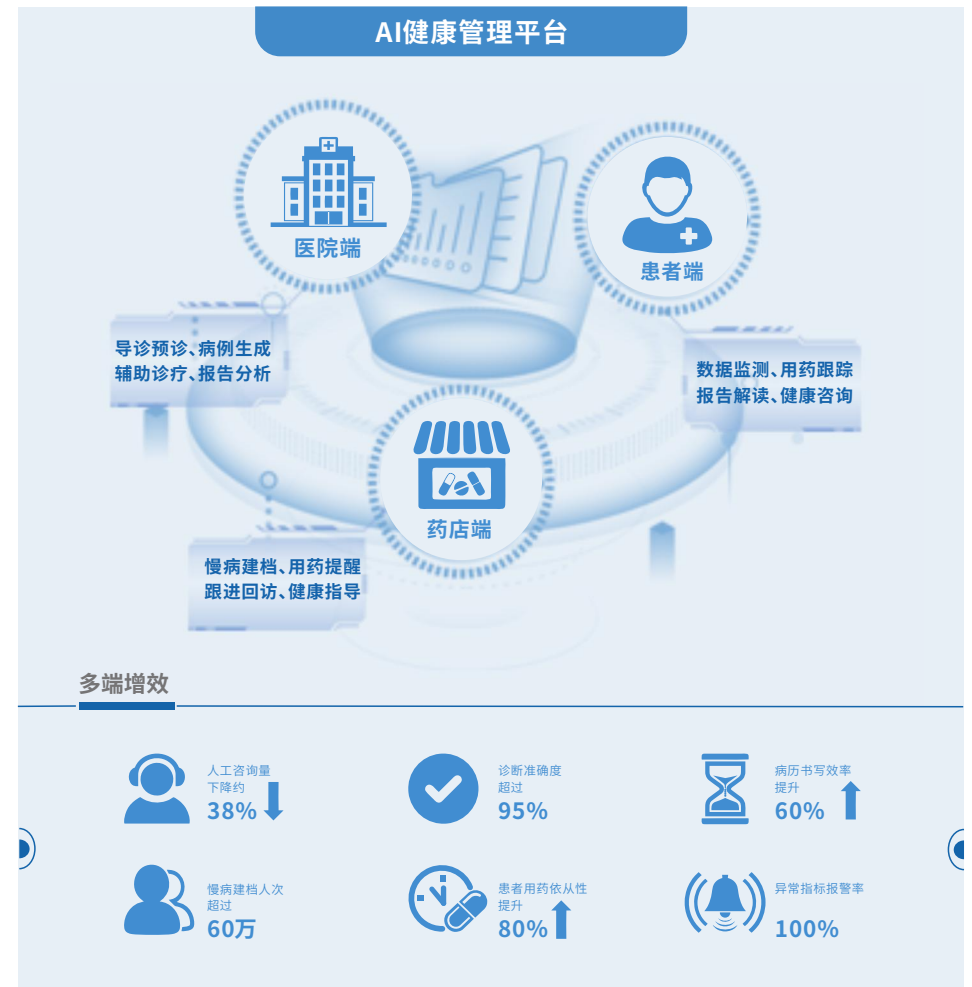 AI健康管理平台
医院端
患者端
导诊预诊、病例生成
辅助诊疗、报告分析
数据监测、用药跟踪
报告解读、健康咨询
药店端
慢病建档、用药提醒
跟进回访、健康指导
多端增效
人工咨询量
下降约
38%
诊断准确度
超过
95%
病历书写效率
提升
60%
慢病建档人次
超过
60万
患者用药依从性
提升
80%
异常指标报警率
100%